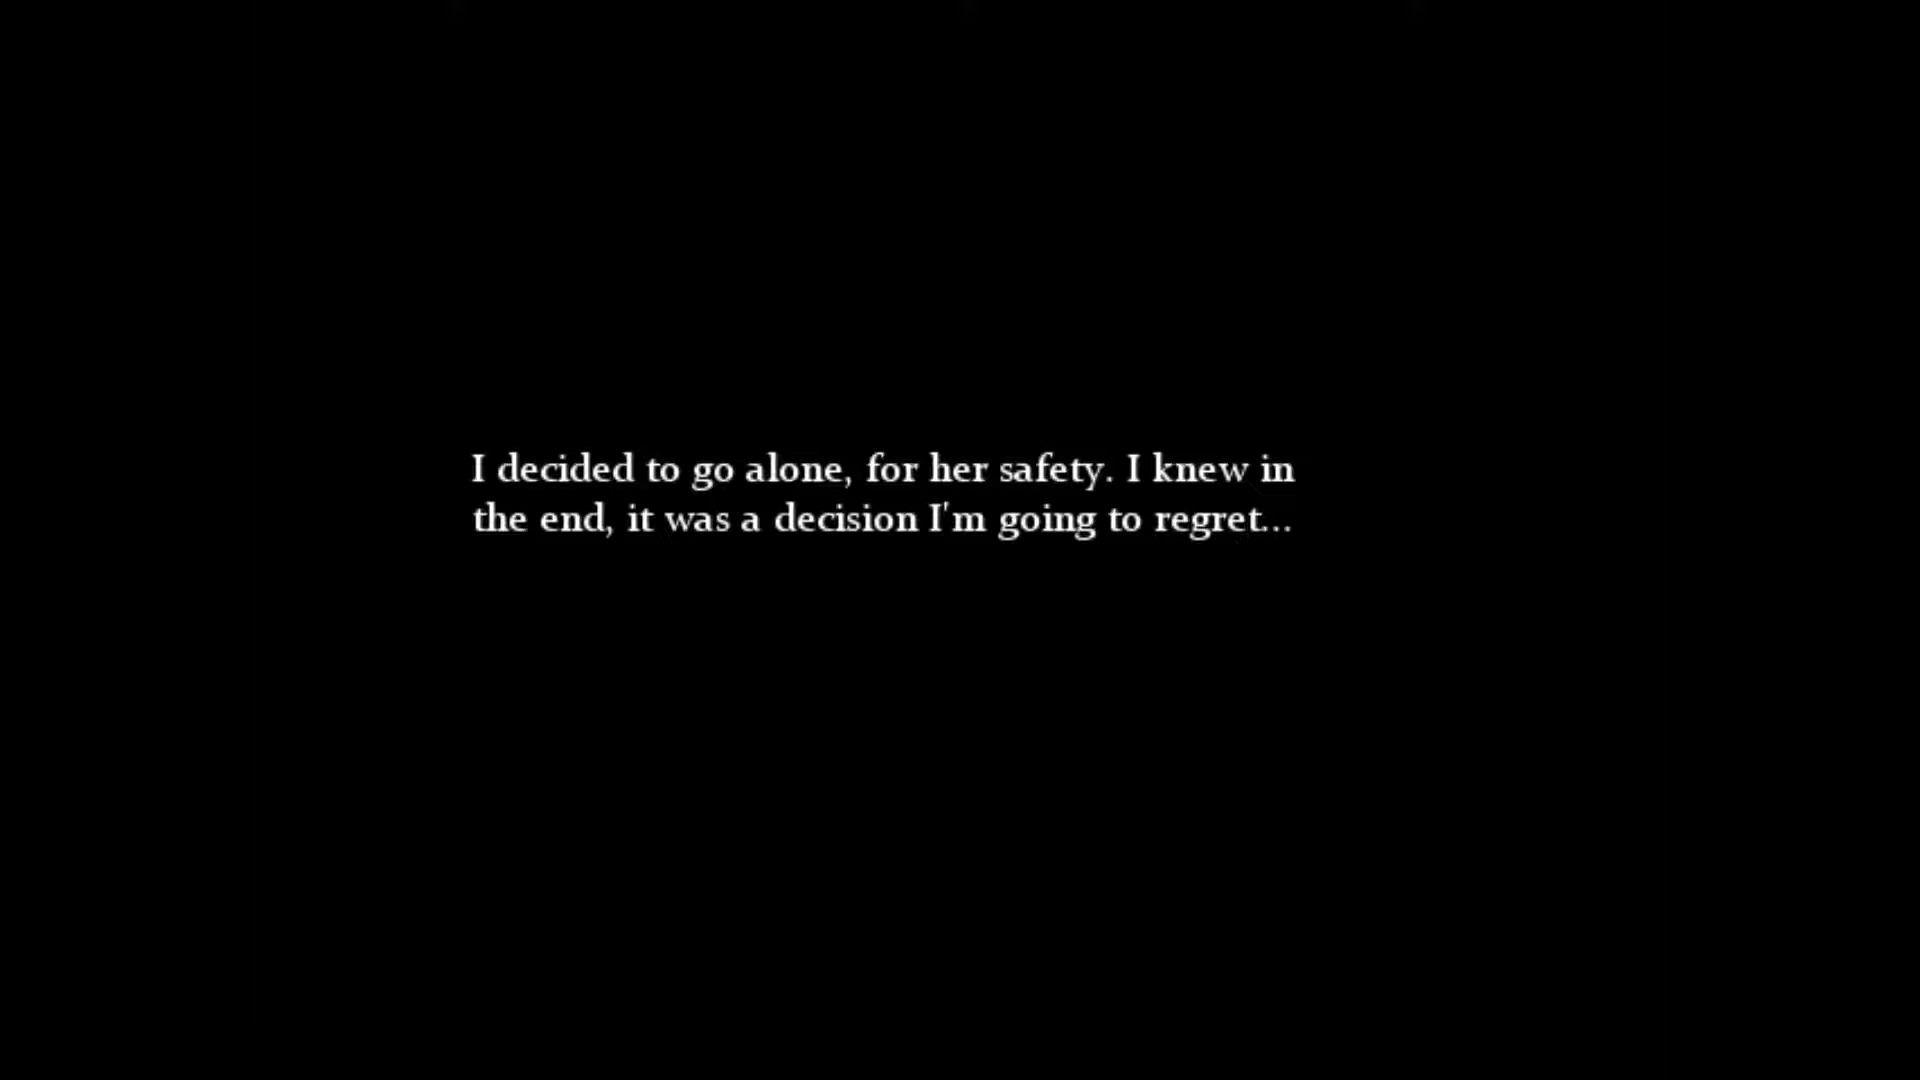 I decided to go alone, for her safety. I knew in
the end, it was a decision I'm going to regret...